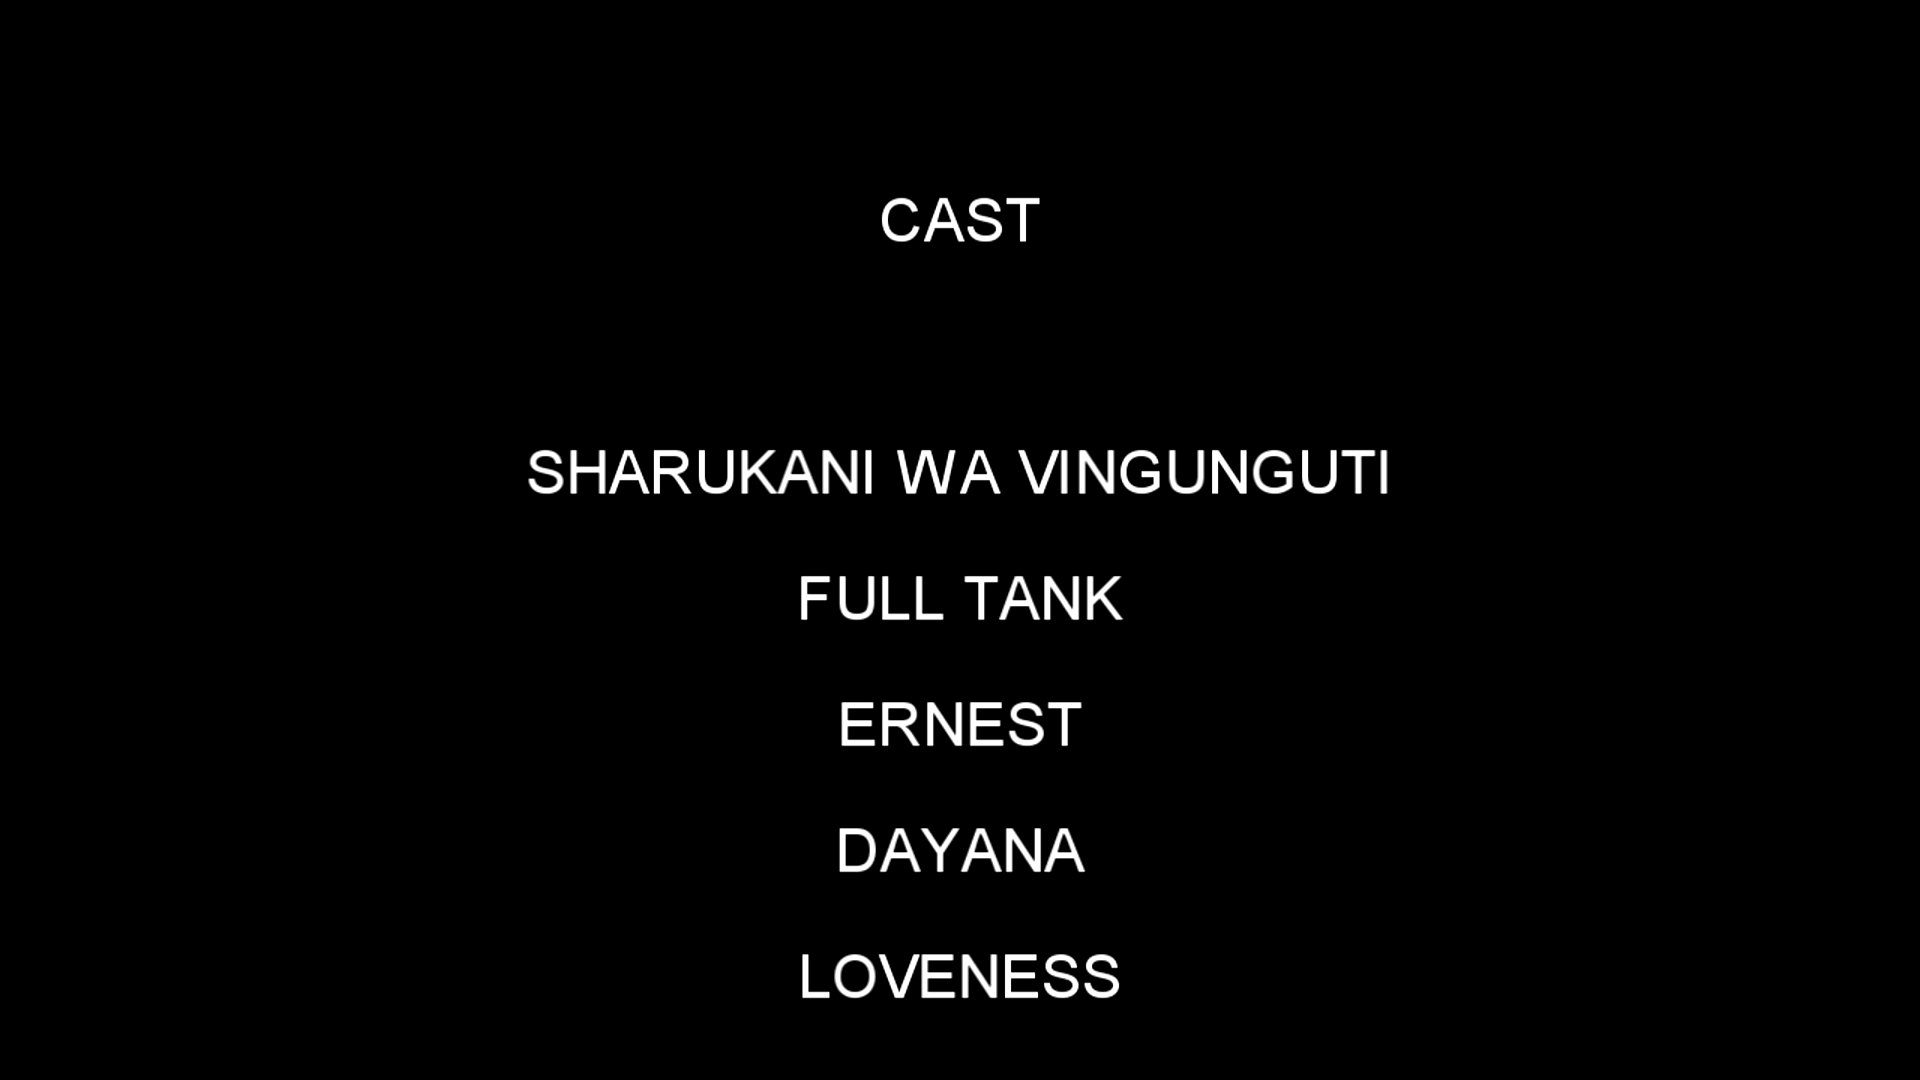 CAST
SHARUKANI WA VINGUNGUTI
FULL TANK
ERNEST
DAYANA
LOVENESS